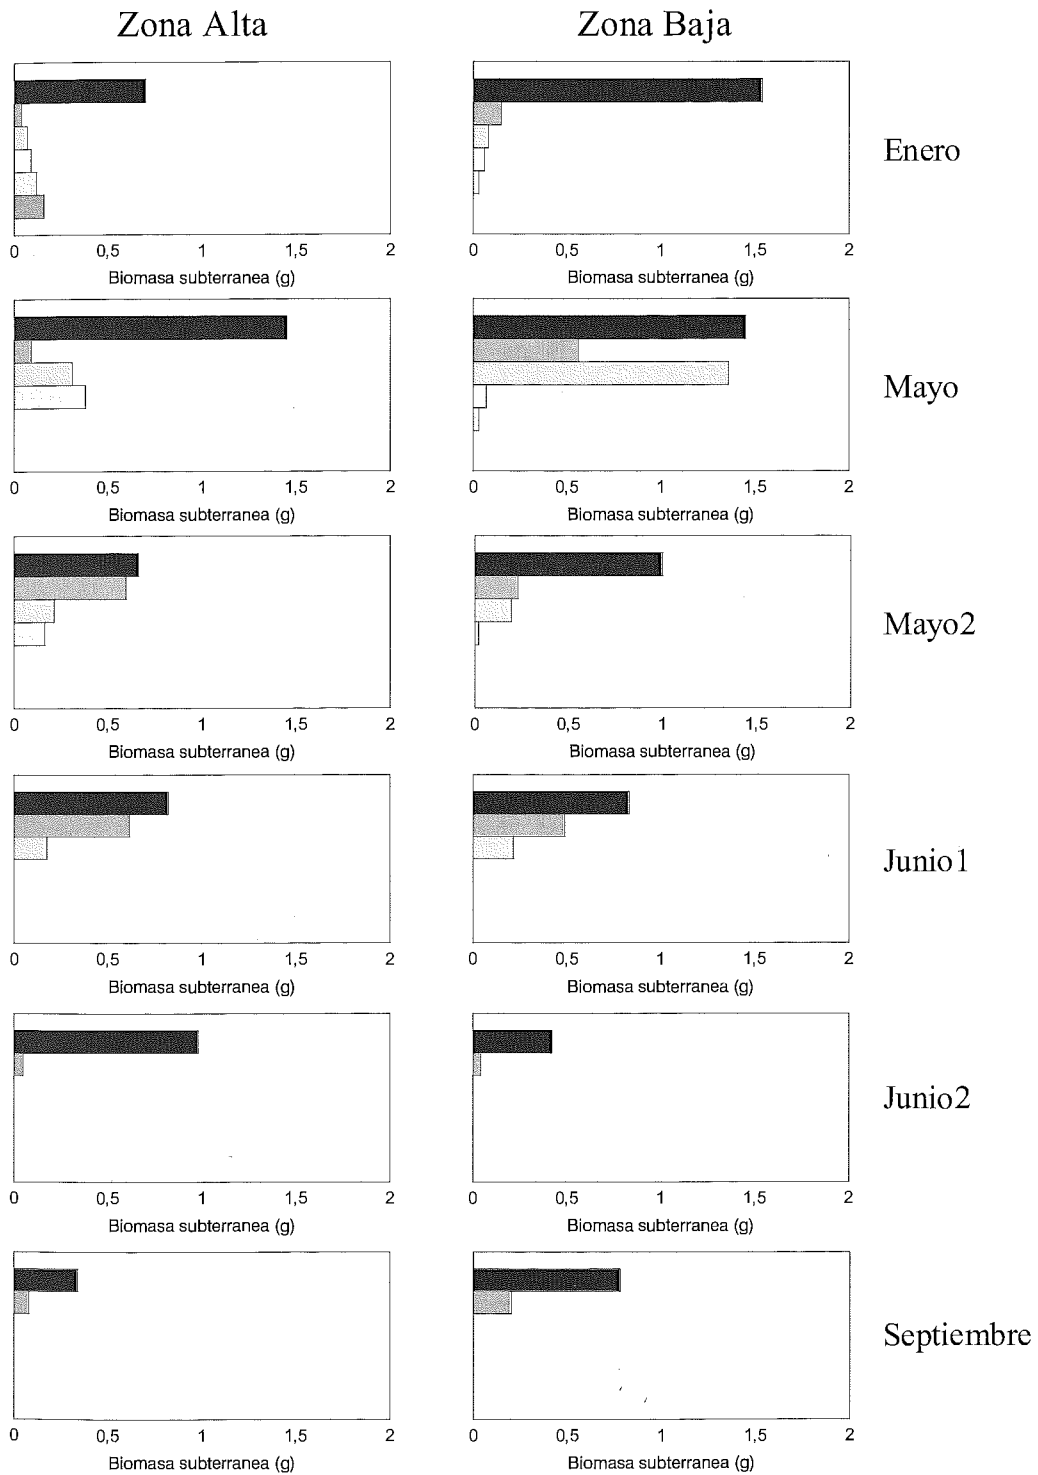 Zona Alta Zona Baja
Enero
0 0,5 1 1,5 2 0 0,5 1 1,5 2
Biomasa subterranea (g) Biomasa subterranea (g)
Mayo
0 0,5 1 1,5 2 0 0,5 1 1,5 2
Biomasa subterranea (g) Biomasa subterranea (g)
Mayo2
0 0,5 1 1,5 2 0 0,5 1 1,5 2
Biomasa subterranea (g) Biomasa subterranea (g)
Junio1
0 0,5 1 1,5 2 0 0,5 1 1,5 2
Biomasa subterranea (g) Biomasa subterranea (g)
Junio2
0 0,5 1 1,5 2 0 0,5 1 1,5 2
Biomasa subterranea (g) Biomasa subterranea (g)
Septiembre
0 0,5 1 1,5 2 0 0,5 1 1,5 2
Biomasa subterranea (g) Biomasa subterranea (g)